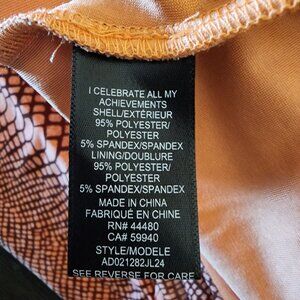 I CELEBRATE ALL MY
ACHIEVEMENTS
SHELL/EXTÉRIEUR
95% POLYESTER/
POLYESTER
5% SPANDEX/SPANDEX
LINING/DOUBLURE
95% POLYESTER/
POLYESTER
5% SPANDEX/SPANDEX
MADE IN CHINA
FABRIQUÉ EN CHINE
RN# 44480
CA# 59940
STYLE/MODELE
AD021282JL24
SEE REVERSE FOR CARE